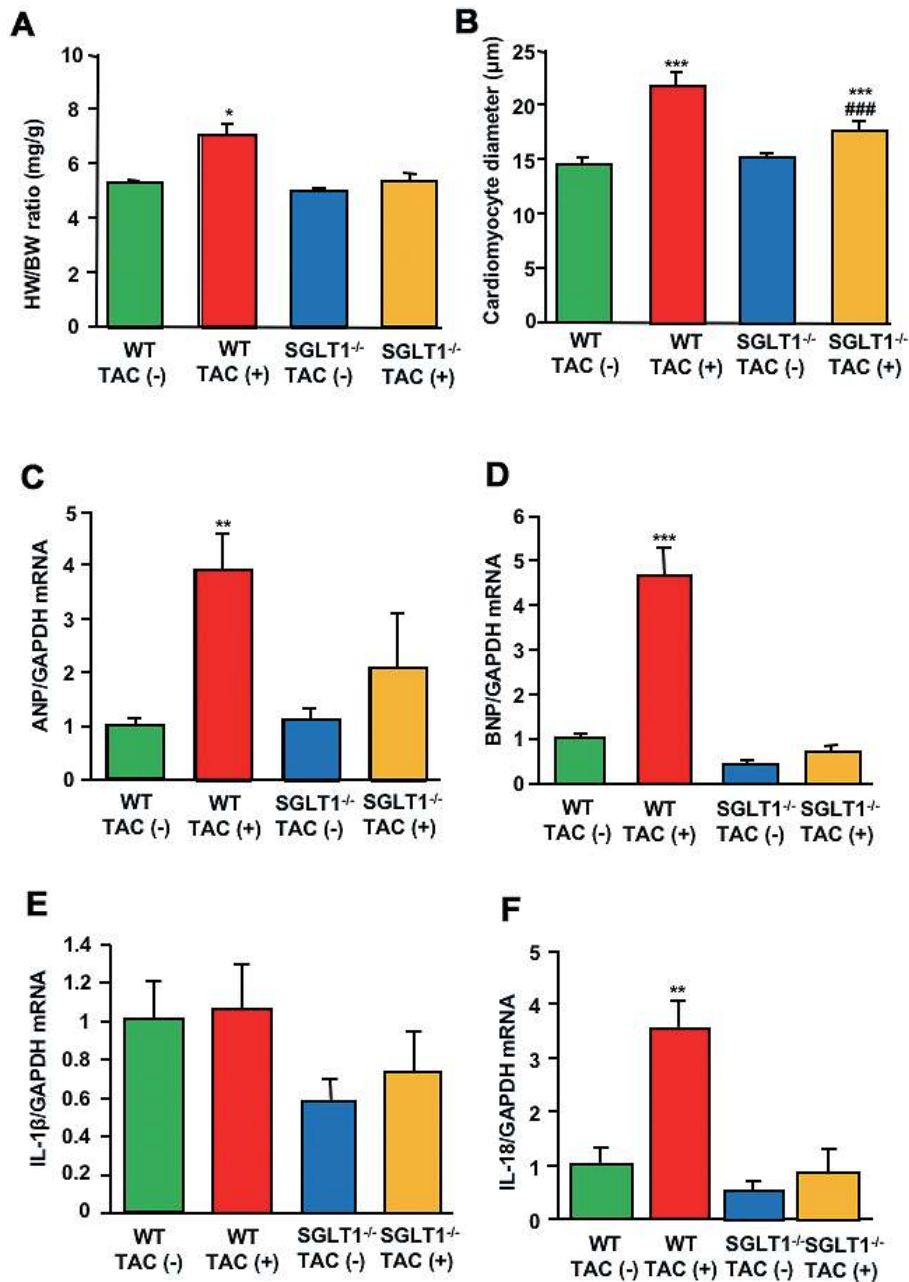 A
HW/BW ratio (mg/g)
10
8
6
4
2
0
*
WT
TAC (-)
WT
TAC (+)
SGLT1-/-
TAC (-)
SGLT1-/-
TAC (+)
B
Cardiomyocyte diameter (μm)
25
20
15
10
5
0
***
***
###
WT
TAC (-)
WT
TAC (+)
SGLT1-/-
TAC (-)
SGLT1-/-
TAC (+)
C
ANP/GAPDH mRNA
5
4
3
2
1
0
**
WT
TAC (-)
WT
TAC (+)
SGLT1-/-
TAC (-)
SGLT1-/-
TAC (+)
D
BNP/GAPDH mRNA
6
5
4
3
2
1
0
***
WT
TAC (-)
WT
TAC (+)
SGLT1-/-
TAC (-)
SGLT1-/-
TAC (+)
E
IL-1β/GAPDH mRNA
1.4
1.2
1
0.8
0.6
0.4
0.2
0
WT
TAC (-)
WT
TAC (+)
SGLT1-/-
TAC (-)
SGLT1-/-
TAC (+)
F
IL-18/GAPDH mRNA
5
4
3
2
1
0
**
WT
TAC (-)
WT
TAC (+)
SGLT1-/-
TAC (-)
SGLT1-/-
TAC (+)